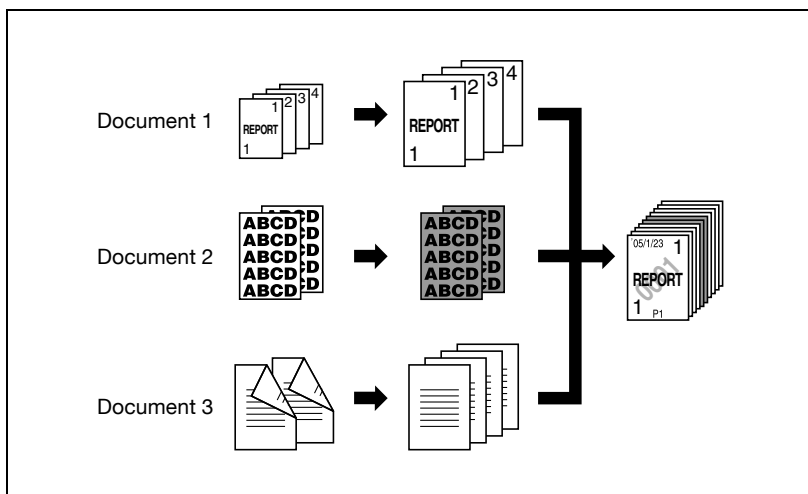 Document 1
1 2 3 4
REPORT
1
1 2 3 4
REPORT
1
Document 2
ABCD ABCD
ABCD
ABCD
ABCD
ABCD
ABCD
ABCD
ABCD
ABCD
'05/1/23 1
0001
REPORT
1 P1
Document 3